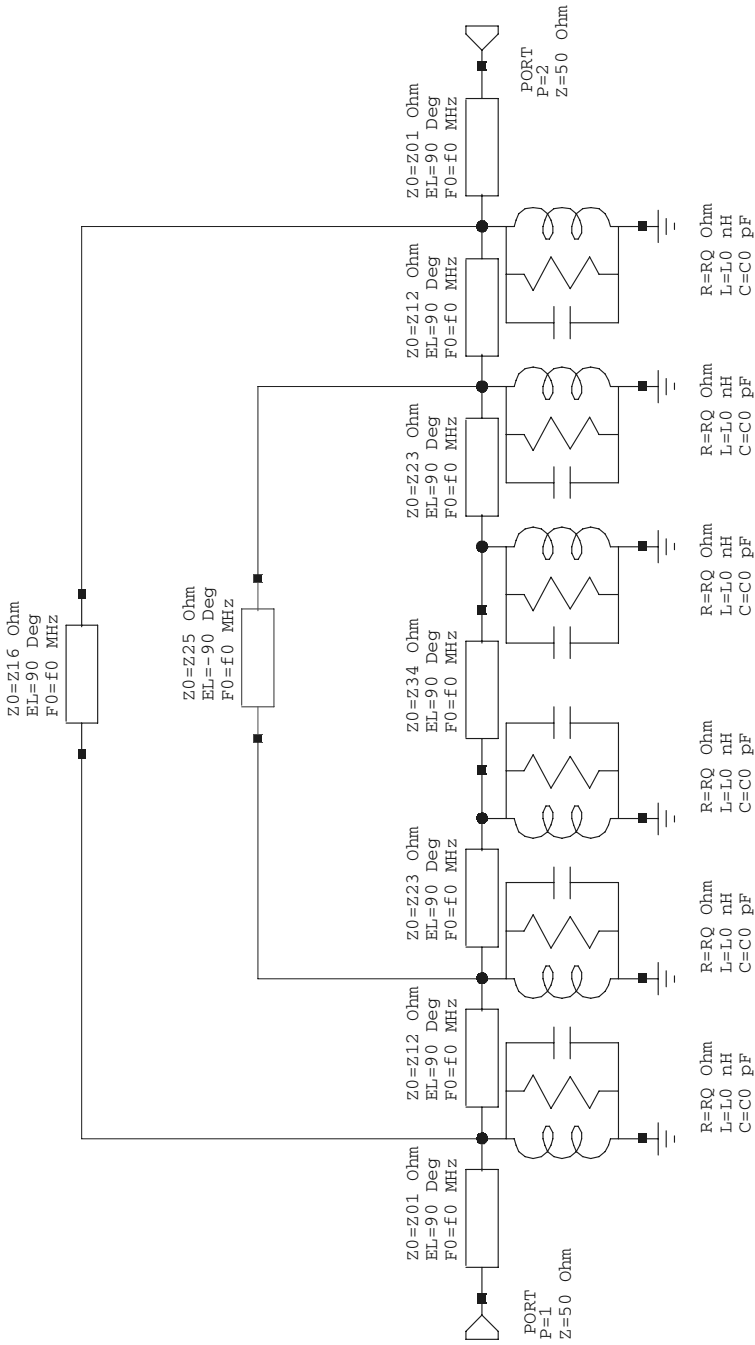 Z0=Z16 Ohm
EL=90 Deg
F0=f0 MHz
Z0=Z25 Ohm
EL=-90 Deg
F0=f0 MHz
Z0=Z01 Ohm
EL=90 Deg
F0=f0 MHz
Z0=Z12 Ohm
EL=90 Deg
F0=f0 MHz
Z0=Z23 Ohm
EL=90 Deg
F0=f0 MHz
Z0=Z34 Ohm
EL=90 Deg
F0=f0 MHz
Z0=Z23 Ohm
EL=90 Deg
F0=f0 MHz
Z0=Z12 Ohm
EL=90 Deg
F0=f0 MHz
Z0=Z01 Ohm
EL=90 Deg
F0=f0 MHz
PORT
P=1
Z=50 Ohm
PORT
P=2
Z=50 Ohm
R=RQ Ohm
L=L0 nH
C=C0 pF
R=RQ Ohm
L=L0 nH
C=C0 pF
R=RQ Ohm
L=L0 nH
C=C0 pF
R=RQ Ohm
L=L0 nH
C=C0 pF
R=RQ Ohm
L=L0 nH
C=C0 pF
R=RQ Ohm
L=L0 nH
C=C0 pF